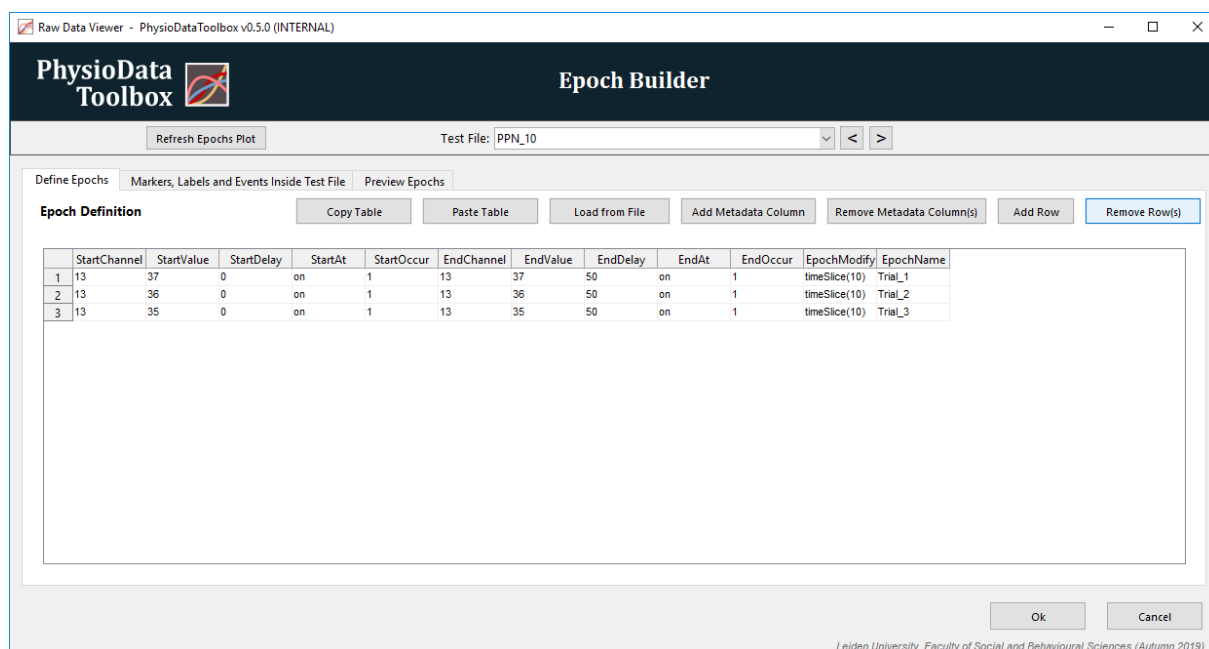 Raw Data Viewer - PhysioDataToolbox v0.5.0 (INTERNAL)
PhysioData
Toolbox
Epoch Builder
Refresh Epochs Plot Test File: PPN_10 < >
Define Epochs Markers, Labels and Events Inside Test File Preview Epochs
Epoch Definition Copy Table Paste Table Load from File Add Metadata Column Remove Metadata Column(s) Add Row Remove Row(s)
StartChannel StartValue StartDelay StartAt StartOccur EndChannel EndValue EndDelay EndAt EndOccur EpochModify EpochName
1 13 37 0 on 1 13 37 50 on 1 timeSlice(10) Trial_1
2 13 36 0 on 1 13 36 50 on 1 timeSlice(10) Trial_2
3 13 35 0 on 1 13 35 50 on 1 timeSlice(10) Trial_3
Ok Cancel
Leiden University, Faculty of Social and Behavioural Sciences (Autumn 2019)